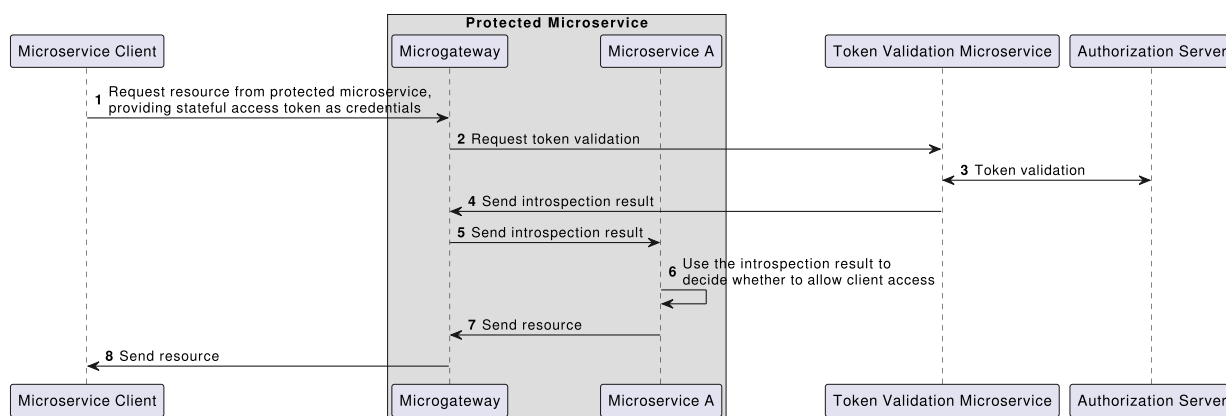 Protected Microservice
Microservice Client
Microgateway
Microservice A
Token Validation Microservice
Authorization Server
1 Request resource from protected microservice,
providing stateful access token as credentials
2 Request token validation
3 Token validation
4 Send introspection result
5 Send introspection result
6 Use the introspection result to
decide whether to allow client access
7 Send resource
8 Send resource
Microservice Client
Microgateway
Microservice A
Token Validation Microservice
Authorization Server